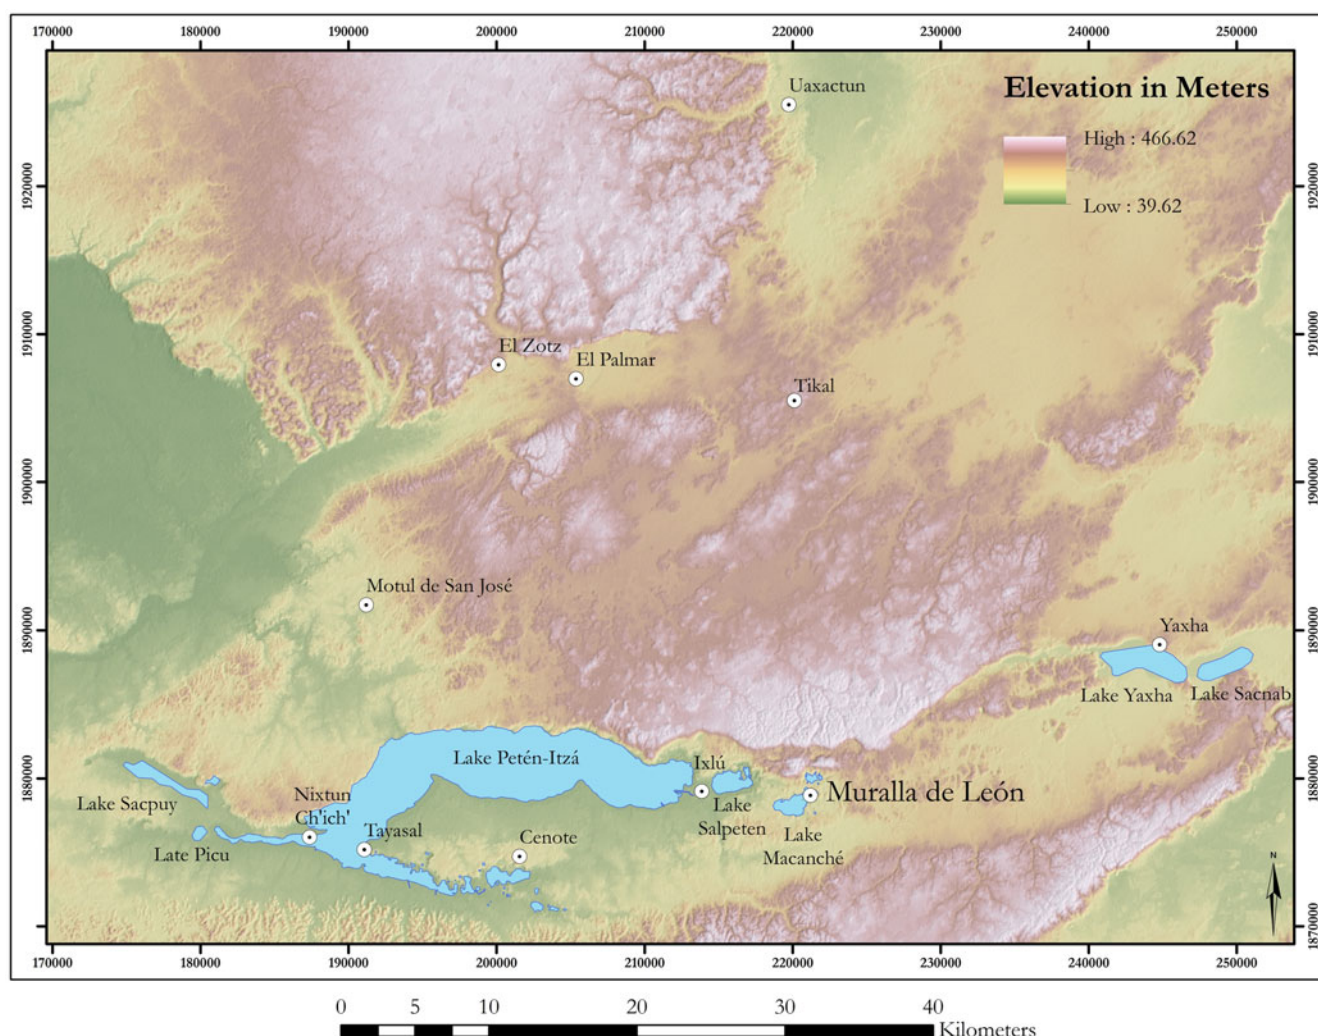 170000 180000 190000 200000 210000 220000 230000 240000 250000
Uaxactun
Elevation in Meters
High : 466.62
Low : 39.62
1920000 1920000
1910000 1910000
El Zotz
El Palmar
Tikal
1900000 1900000
Motul de San José
1890000 1890000
Yaxha
Lake Yaxha
Lake Sacnab
Lake Petén-Itzá
Ixlú
1880000 1880000
Lake Sacpuy
Nixtun
Ch'ich'
Muralla de León
Lake
Salpeten
Lake
Macanché
Tayasal
Cenote
Late Picu
N
1870000
170000 180000 190000 200000 210000 220000 230000 240000 250000
0 5 10 20 30 40
Kilometers